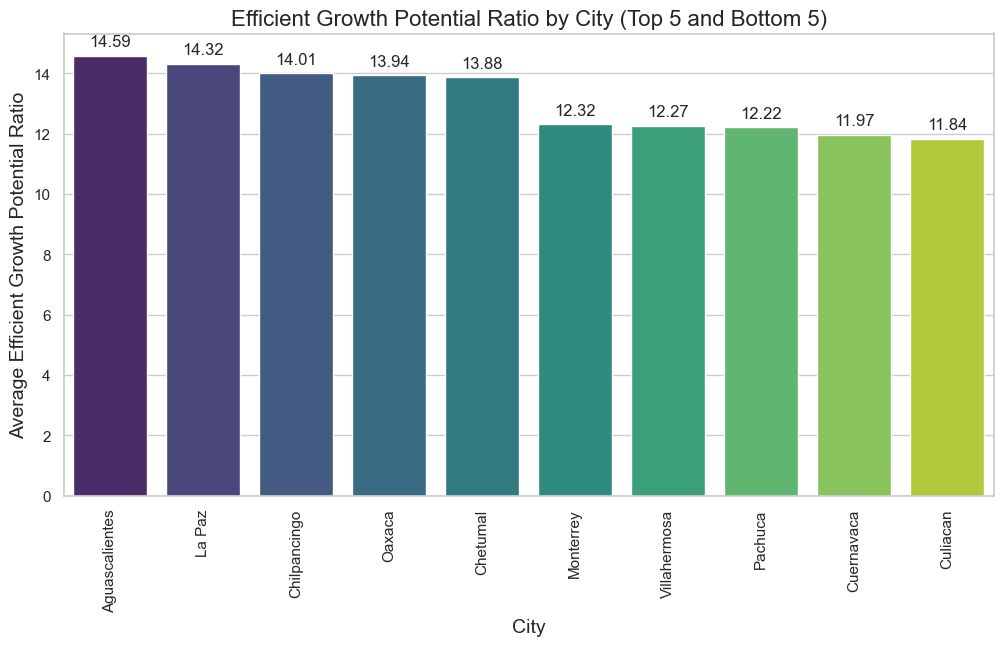 Efficient Growth Potential Ratio by City (Top 5 and Bottom 5)
Average Efficient Growth Potential Ratio
14
12
10
8
6
4
2
0
14.59
14.32
14.01
13.94
13.88
12.32
12.27
12.22
11.97
11.84
Aguascalientes
La Paz
Chilpancingo
Oaxaca
Chetumal
Monterrey
Villahermosa
Pachuca
Cuernavaca
Culiacan
City